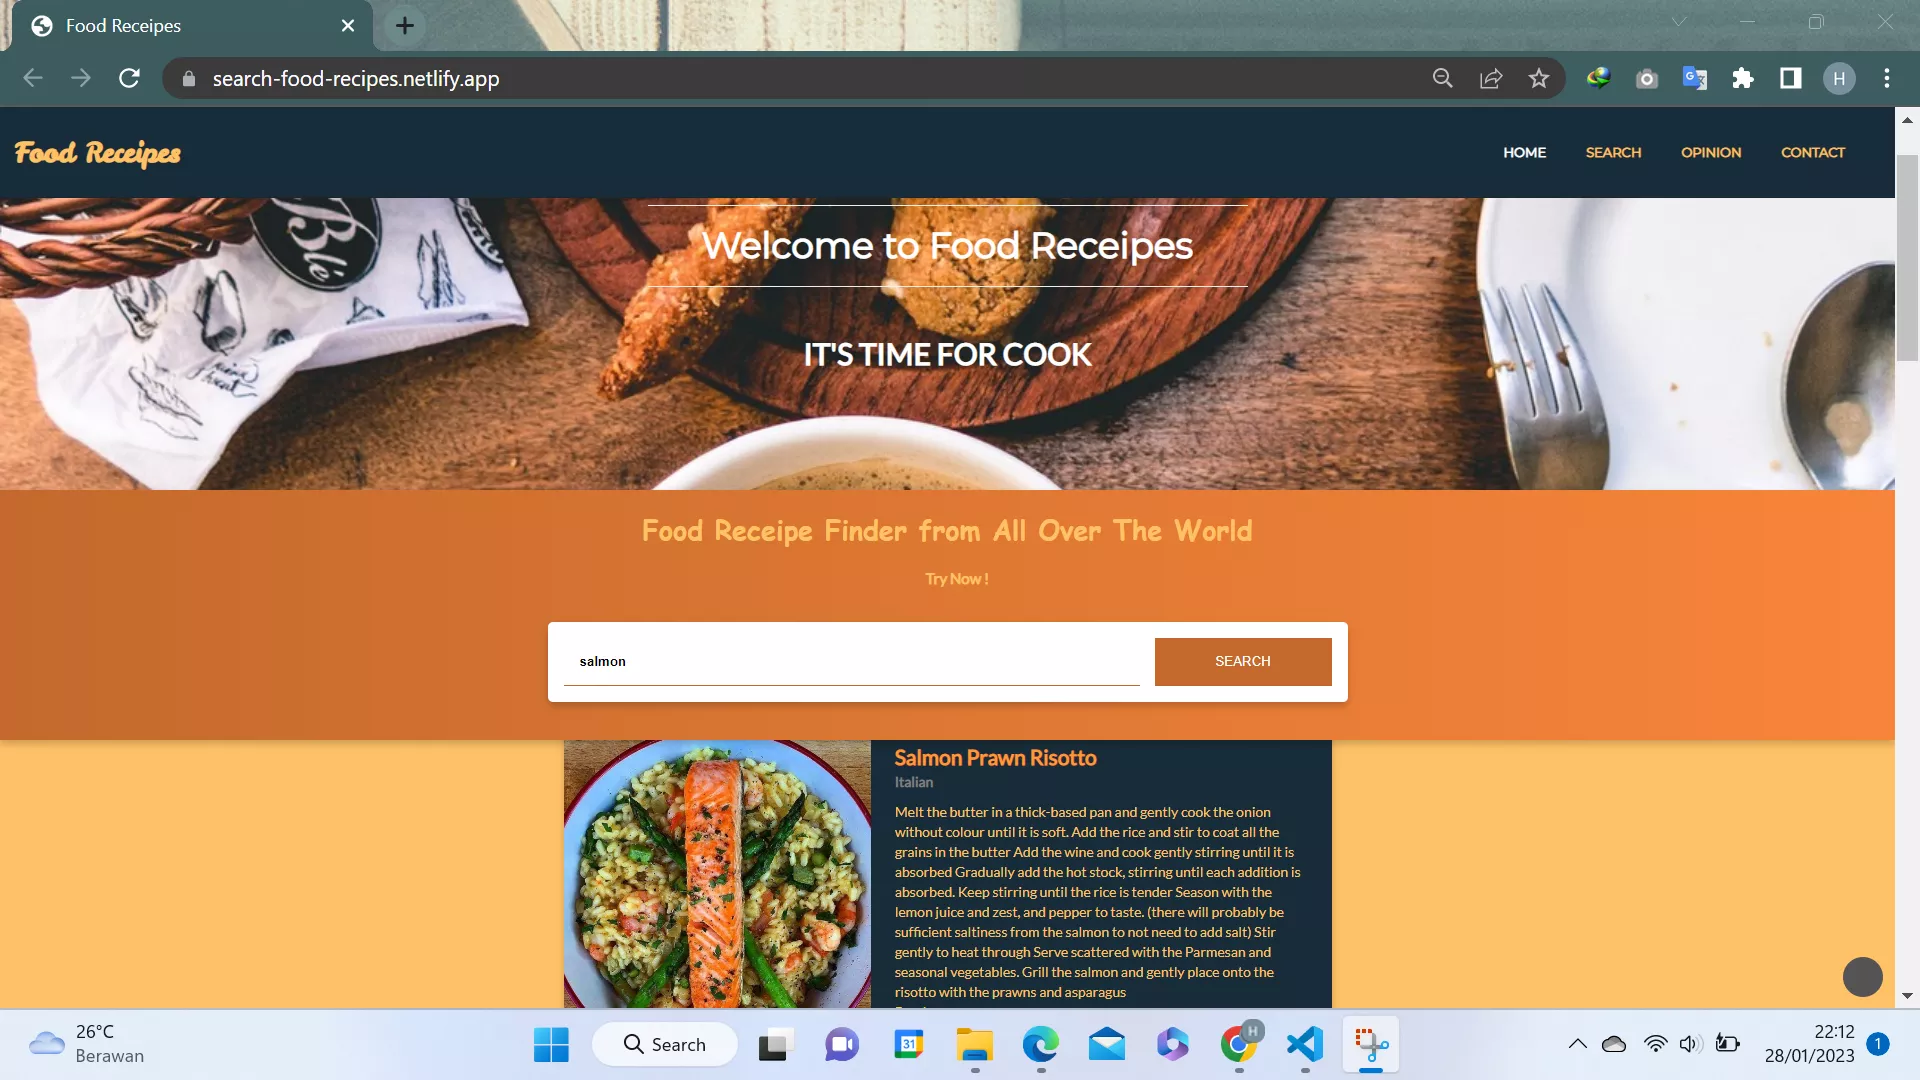 Food Receipes
search-food-recipes.netlify.app
H
Food Receipes
HOME
SEARCH
OPINION
CONTACT
Blé
Welcome to Food Receipes
IT'S TIME FOR COOK
Food Receipe Finder from All Over The World
Try Now !
salmon
SEARCH
Salmon Prawn Risotto
Italian
Melt the butter in a thick-based pan and gently cook the onion
without colour until it is soft. Add the rice and stir to coat all the
grains in the butter Add the wine and cook gently stirring until it is
absorbed Gradually add the hot stock, stirring until each addition is
absorbed. Keep stirring until the rice is tender Season with the
lemon juice and zest, and pepper to taste. (there will probably be
sufficient saltiness from the salmon to not need to add salt) Stir
gently to heat through Serve scattered with the Parmesan and
seasonal vegetables. Grill the salmon and gently place onto the
risotto with the prawns and asparagus
26°C
Berawan
Search
31
H
22:12
28/01/2023
1